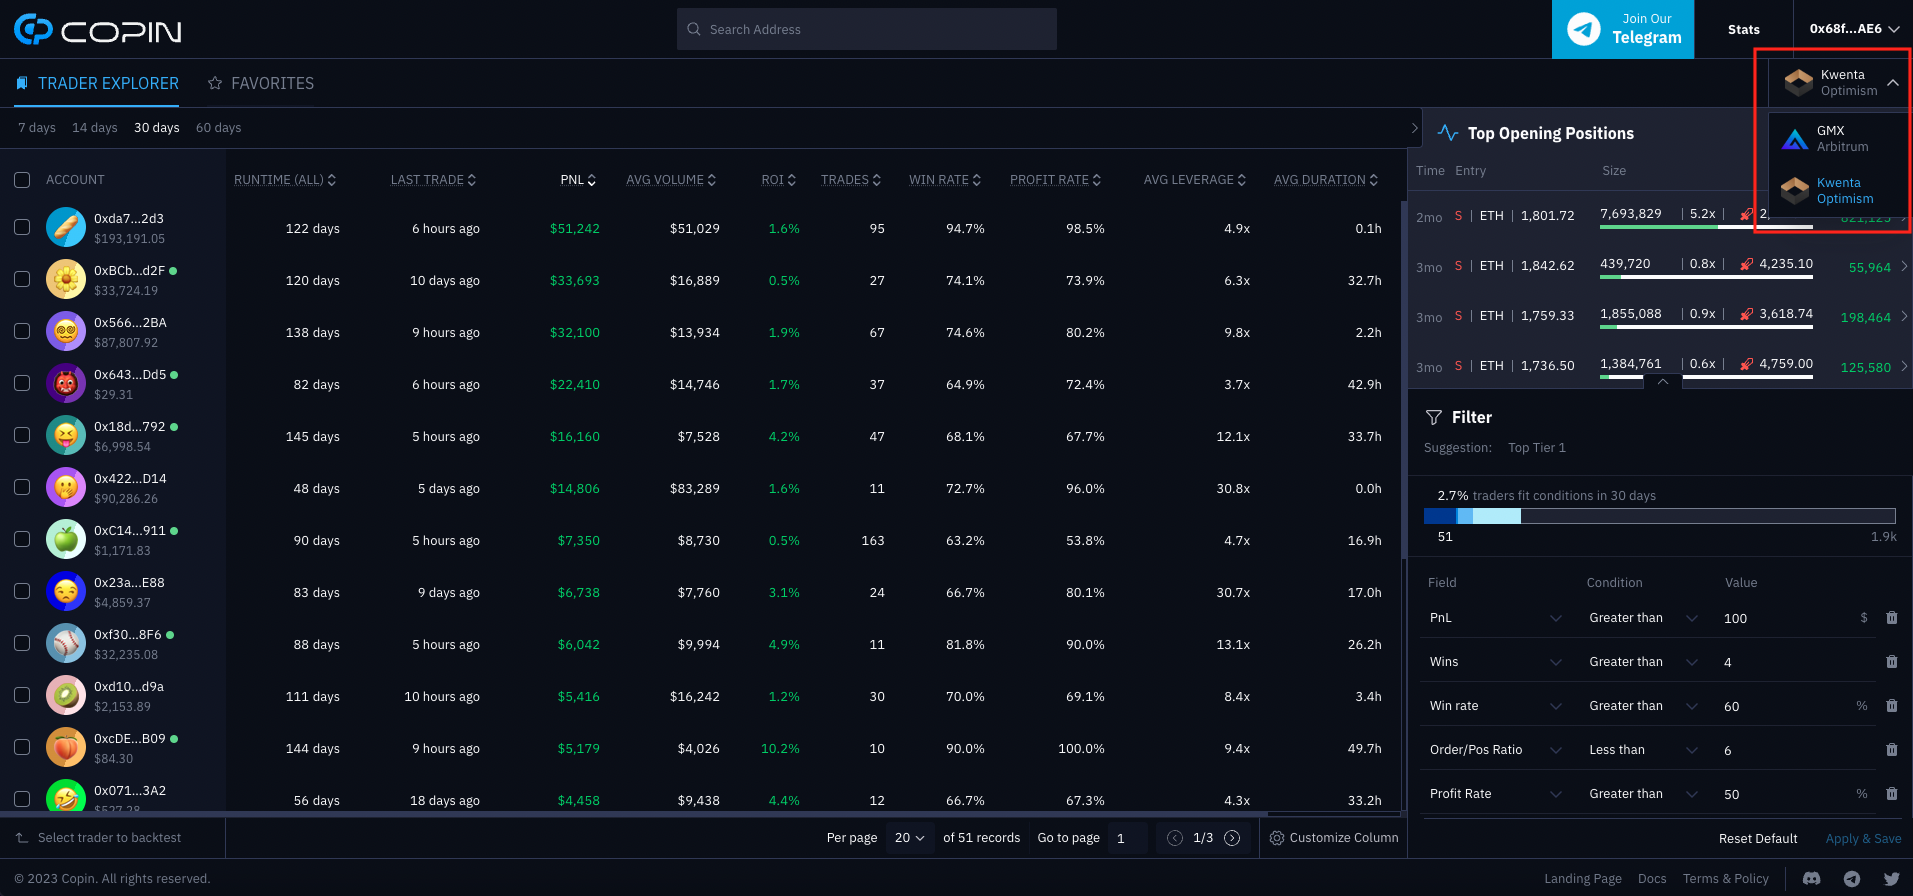 COPIN
Search Address
Join Our
Telegram
Stats
0x68f...AE6
TRADER EXPLORER
FAVORITES
Kwenta
Optimism
GMX
Arbitrum
Kwenta
Optimism
7 days 14 days 30 days 60 days
ACCOUNT RUNTIME (ALL) LAST TRADE PNL AVG VOLUME ROI TRADES WIN RATE PROFIT RATE AVG LEVERAGE AVG DURATION
0xda7...2d3
$193,191.05
122 days 6 hours ago $51,242 $51,029 1.6% 95 94.7% 98.5% 4.9x 0.1h
0xBCb...d2F
$33,724.19
120 days 10 days ago $33,693 $16,889 0.5% 27 74.1% 73.9% 6.3x 32.7h
0x566...2BA
$87,807.92
138 days 9 hours ago $32,100 $13,934 1.9% 67 74.6% 80.2% 9.8x 2.2h
0x643...Dd5
$29.31
82 days 6 hours ago $22,410 $14,746 1.7% 37 64.9% 72.4% 3.7x 42.9h
0x18d...792
$6,998.54
145 days 5 hours ago $16,160 $7,528 4.2% 47 68.1% 67.7% 12.1x 33.7h
0x422...D14
$90,286.26
48 days 5 days ago $14,806 $83,289 1.6% 11 72.7% 96.0% 30.8x 0.0h
0xC14...911
$1,171.83
90 days 5 hours ago $7,350 $8,730 0.5% 163 63.2% 53.8% 4.7x 16.9h
0x23a...E88
$4,859.37
83 days 9 days ago $6,738 $7,760 3.1% 24 66.7% 80.1% 30.7x 17.0h
0xf30...8F6
$32,235.08
88 days 5 hours ago $6,042 $9,994 4.9% 11 81.8% 90.0% 13.1x 26.2h
0xd10...d9a
$2,153.89
111 days 10 hours ago $5,416 $16,242 1.2% 30 70.0% 69.1% 8.4x 3.4h
0xcDE...B09
$84.30
144 days 9 hours ago $5,179 $4,026 10.2% 10 90.0% 100.0% 9.4x 49.7h
0x071...3A2
$527.28
56 days 18 days ago $4,458 $9,438 4.4% 12 66.7% 67.3% 4.3x 33.2h
Select trader to backtest
Per page 20 of 51 records Go to page 1 1/3 Customize Column
Top Opening Positions
Time Entry Size
2mo S | ETH | 1,801.72 7,693,829 | 5.2x | 2, 821,125
3mo S | ETH | 1,842.62 439,720 | 0.8x | 4,235.10 55,964
3mo S | ETH | 1,759.33 1,855,088 | 0.9x | 3,618.74 198,464
3mo S | ETH | 1,736.50 1,384,761 | 0.6x | 4,759.00 125,580
Filter
Suggestion: Top Tier 1
2.7% traders fit conditions in 30 days
51 1.9k
Field Condition Value
PnL Greater than 100 $
Wins Greater than 4
Win rate Greater than 60 %
Order/Pos Ratio Less than 6
Profit Rate Greater than 50 %
Reset Default Apply & Save
© 2023 Copin. All rights reserved.
Landing Page Docs Terms & Policy